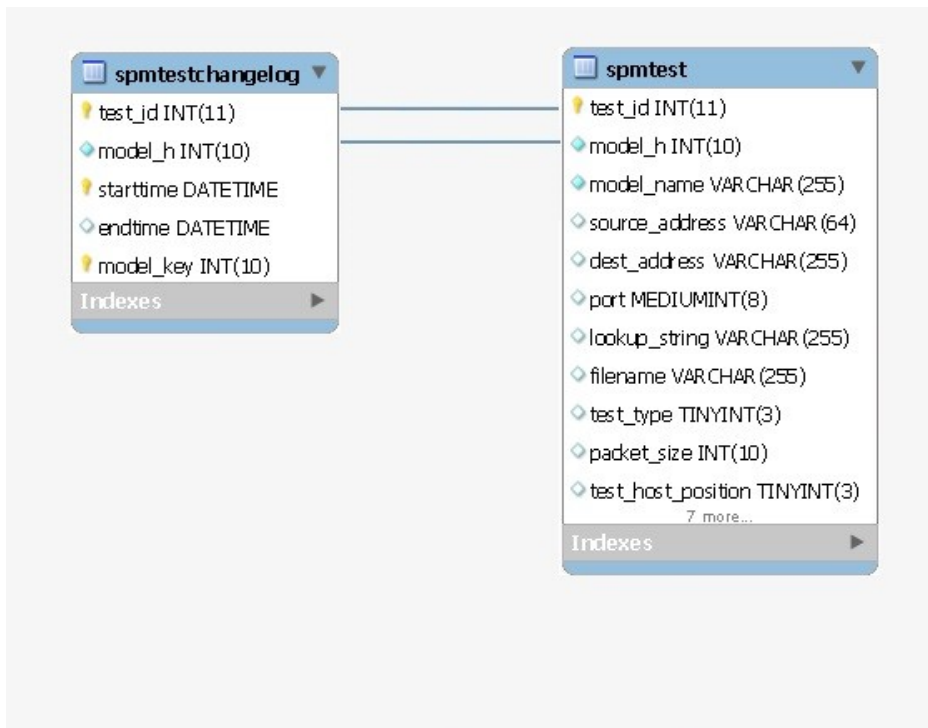 spmtestchangelog
test_id INT(11)
model_h INT(10)
starttime DATETIME
endtime DATETIME
model_key INT(10)
Indexes
spmtest
test_id INT(11)
model_h INT(10)
model_name VARCHAR(255)
source_address VARCHAR(64)
dest_address VARCHAR(255)
port MEDIUMINT(8)
lookup_string VARCHAR(255)
filename VARCHAR(255)
test_type TINYINT(3)
packet_size INT(10)
test_host_position TINYINT(3)
7 more...
Indexes